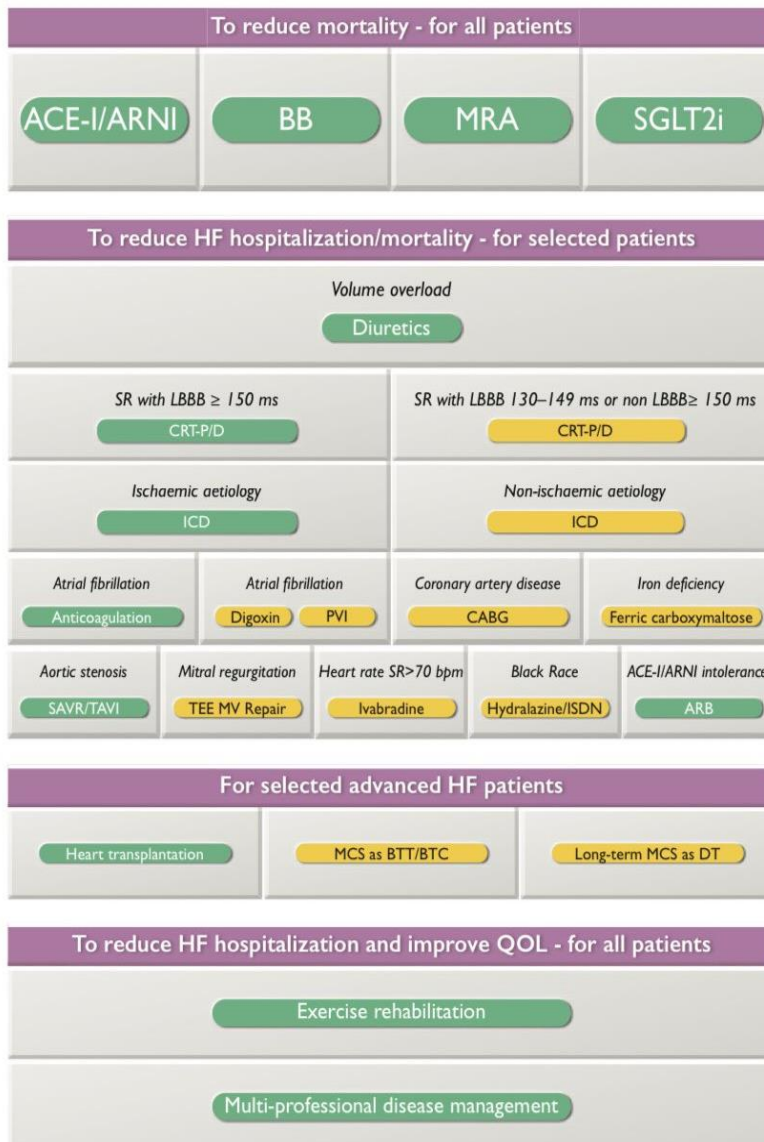 To reduce mortality - for all patients
ACE-I/ARNI
BB
MRA
SGLT2i
To reduce HF hospitalization/mortality - for selected patients
Volume overload
Diuretics
SR with LBBB ≥ 150 ms
SR with LBBB 130–149 ms or non LBBB≥ 150 ms
CRT-P/D
CRT-P/D
Ischaemic aetiology
Non-ischaemic aetiology
ICD
ICD
Atrial fibrillation
Atrial fibrillation
Coronary artery disease
Iron deficiency
Anticoagulation
Digoxin
PVI
CABG
Ferric carboxymaltose
Aortic stenosis
Mitral regurgitation
Heart rate SR>70 bpm
Black Race
ACE-I/ARNI intolerance
SAVR/TAVI
TEE MV Repair
Ivabradine
Hydralazine/ISDN
ARB
For selected advanced HF patients
Heart transplantation
MCS as BTT/BTC
Long-term MCS as DT
To reduce HF hospitalization and improve QOL - for all patients
Exercise rehabilitation
Multi-professional disease management